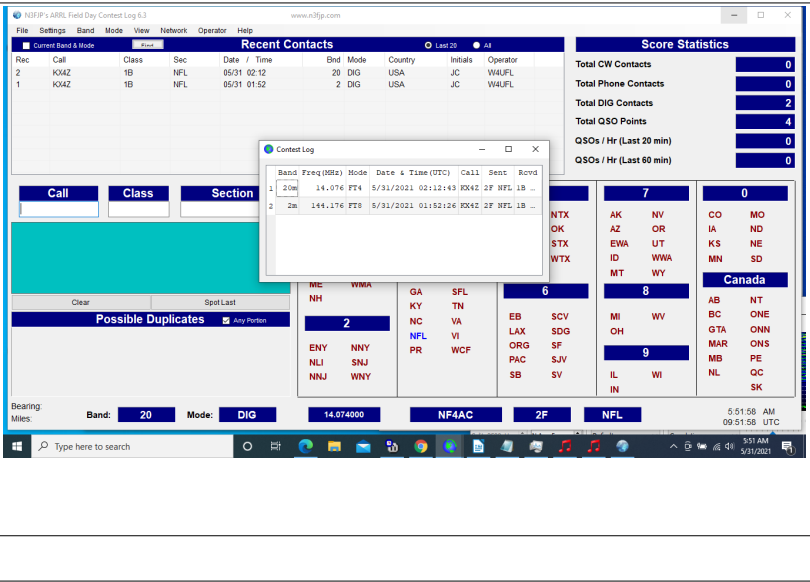 N3FJP's ARRL Field Day Contest Log 6.3 www.n3fjp.com
File Settings Band Mode View Network Operator Help
Current Band & Mode Find Recent Contacts Last 20 All
Rec Call Class Sec Date / Time Bnd Mode Country Initials Operator
2 KX4Z 1B NFL 05/31 02:12 20 DIG USA JC W4UFL
1 KX4Z 1B NFL 05/31 01:52 2 DIG USA JC W4UFL
Score Statistics
Total CW Contacts 0
Total Phone Contacts 0
Total DIG Contacts 2
Total QSO Points 4
QSOs / Hr (Last 20 min) 0
QSOs / Hr (Last 60 min) 0
Contest Log
Band Freq(MHz) Mode Date & Time(UTC) Call Sent Rcvd
1 20m 14.076 FT4 5/31/2021 02:12:43 KX4Z 2F NFL 1B ...
2 2m 144.176 FT8 5/31/2021 01:52:26 KX4Z 2F NFL 1B ...
Call Class Section
Clear Spot List
Possible Duplicates Any Portion
ME WMA
NH
2
ENY NNY
NLI SNJ
NNJ WNY
GA SFL
KY TN
NC VA
NFL VI
PR WCF
NTX
OK
STX
WTX
6
EB SCV
LAX SDG
ORG SF
PAC SJV
SB SV
7
AK NV
AZ OR
EWA UT
ID WWA
MT WY
8
MI WV
OH
9
IL WI
IN
0
CO MO
IA ND
KS NE
MN SD
Canada
AB NT
BC ONE
GTA ONN
MAR ONS
MB PE
NL QC
SK
Bearing:
Miles:
Band: 20 Mode: DIG 14.074000 NF4AC 2F NFL
5:51:58 AM
09:51:58 UTC
Type here to search
5:51 AM
5/31/2021